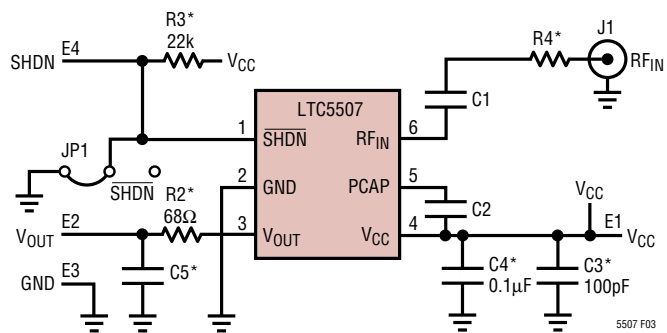 R3*
22k
SHDN E4
VCC
R4*
J1
RFIN
C1
LTC5507
1
SHDN
RFIN
6
JP1
SHDN
2
GND
PCAP
5
C2
R2*
68Ω
VOUT E2
3
VOUT
VCC
4
VCC
E1
VCC
GND E3
C5*
C4*
0.1µF
C3*
100pF
5507 F03